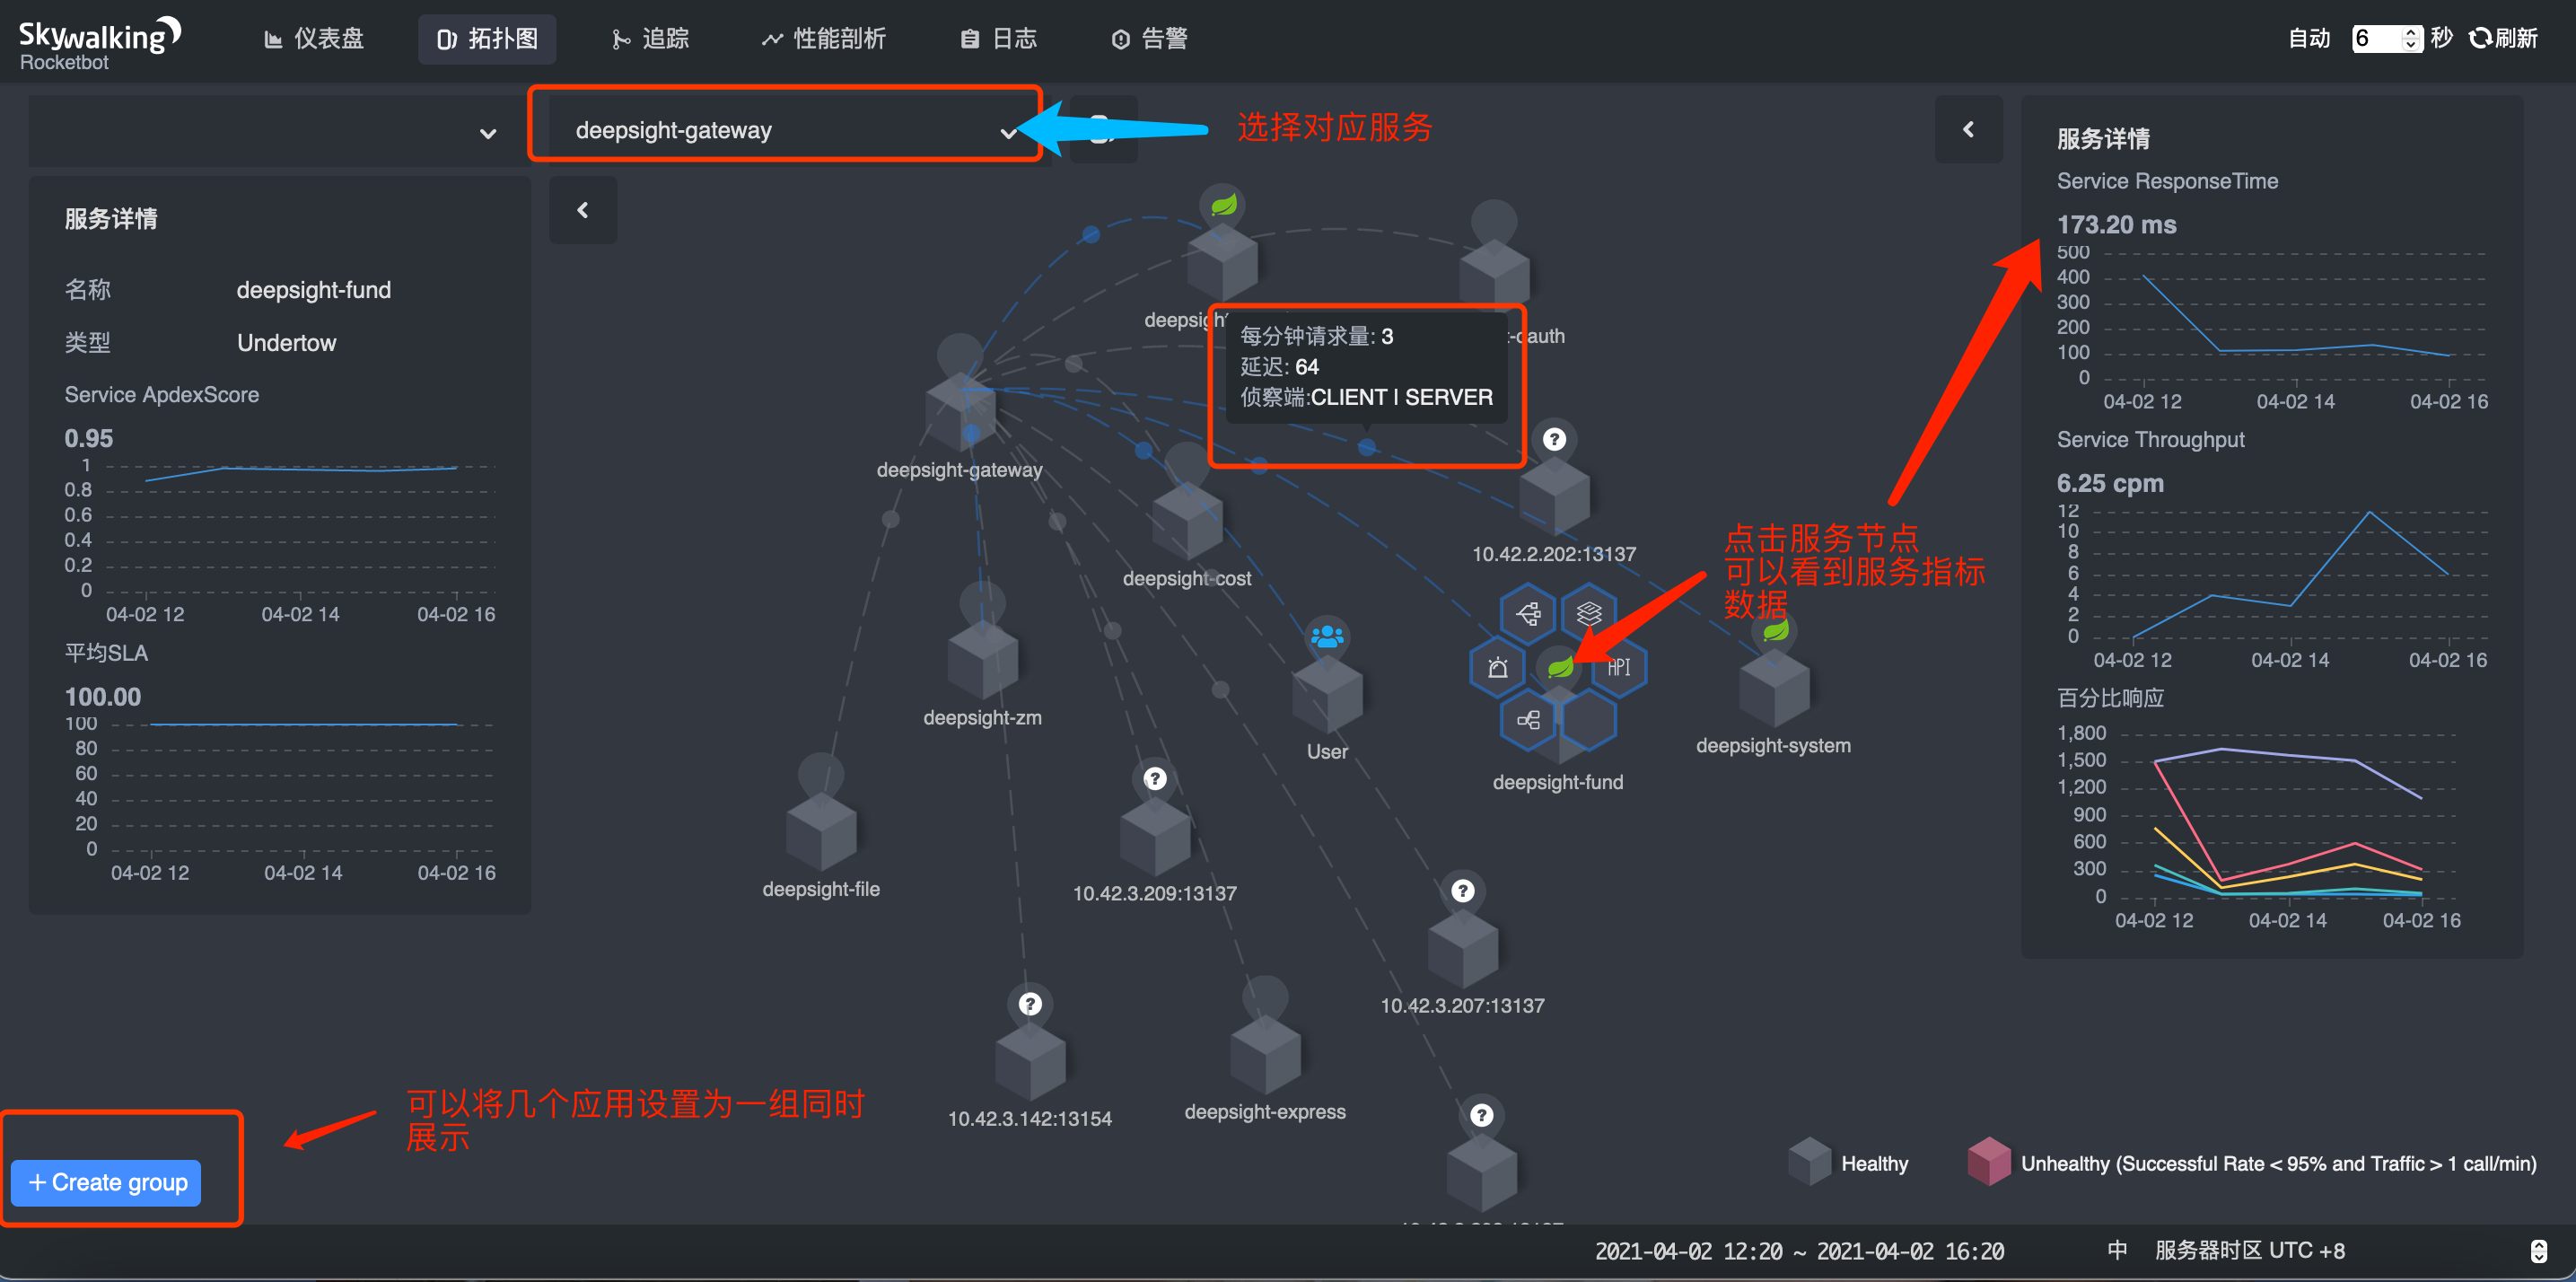 Skywalking
Rocketbot
仪表盘
拓扑图
追踪
性能剖析
日志
告警
自动
6
秒
刷新
deepsight-gateway
选择对应服务
服务详情
名称
deepsight-fund
类型
Undertow
Service ApdexScore
0.95
1
0.8
0.6
0.4
0.2
0
04-02 12
04-02 14
04-02 16
平均SLA
100.00
100
80
60
40
20
0
04-02 12
04-02 14
04-02 16
每分钟请求量: 3
延迟: 64
侦察端:CLIENT | SERVER
deepsight-gateway
10.42.2.202:13137
deepsight-cost
API
deepsight-zm
User
deepsight-system
deepsight-fund
deepsight-file
10.42.3.209:13137
10.42.3.207:13137
10.42.3.142:13154
deepsight-express
点击服务节点
可以看到服务指标
数据
服务详情
Service ResponseTime
173.20 ms
500
400
300
200
100
0
04-02 12
04-02 14
04-02 16
Service Throughput
6.25 cpm
12
10
8
6
4
2
0
04-02 12
04-02 14
04-02 16
百分比响应
1,800
1,500
1,200
900
600
300
0
04-02 12
04-02 14
04-02 16
可以将几个应用设置为一组同时
展示
+ Create group
Healthy
Unhealthy (Successful Rate < 95% and Traffic > 1 call/min)
2021-04-02 12:20 ~ 2021-04-02 16:20
中
服务器时区 UTC +8